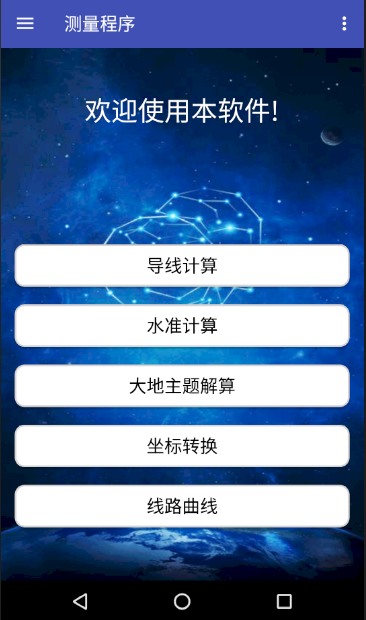 测量程序
欢迎使用本软件!
导线计算
水准计算
大地主题解算
坐标转换
线路曲线